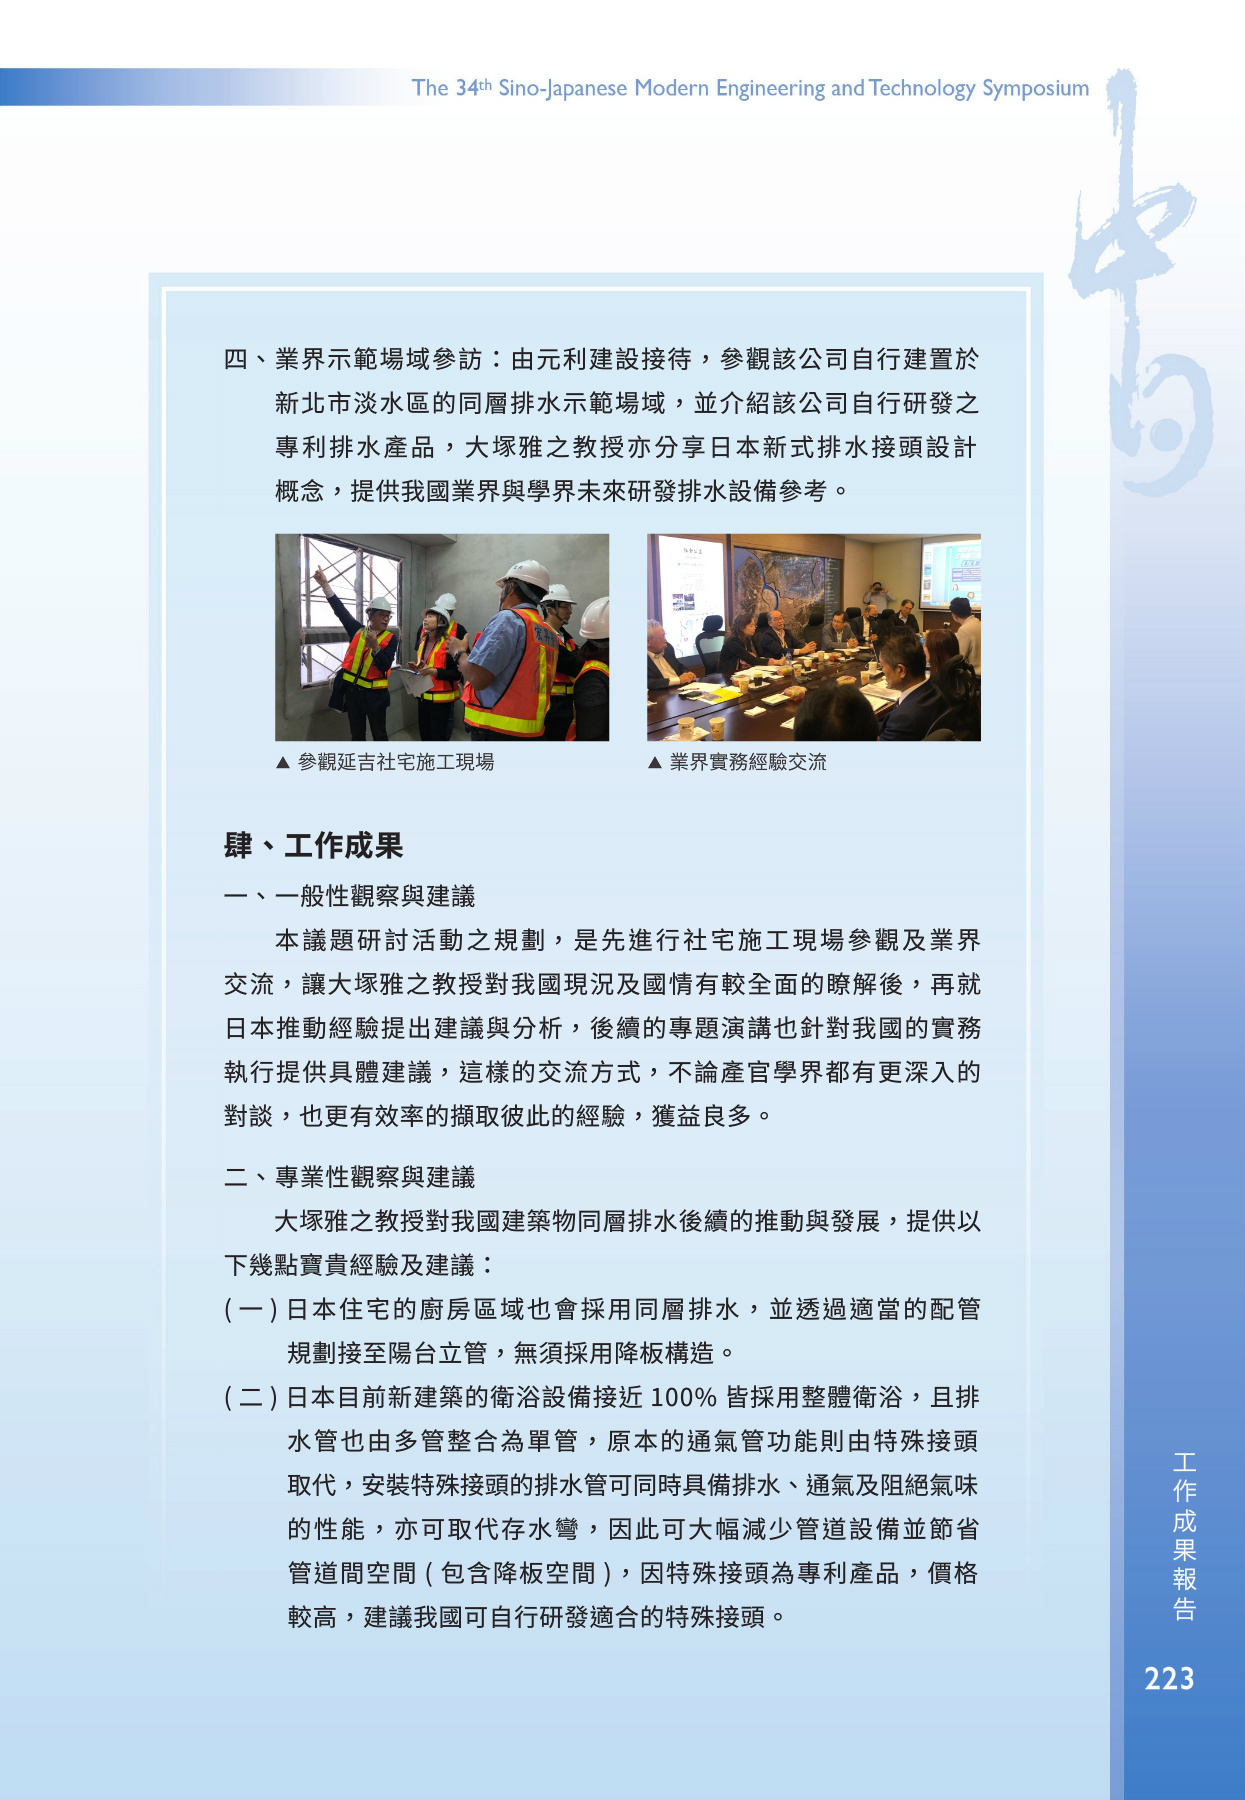 The 34th Sino-Japanese Modern Engineering and Technology Symposium
四、業界示範場域參訪：由元利建設接待，參觀該公司自行建置於
新北市淡水區的同層排水示範場域，並介紹該公司自行研發之
專利排水產品，大塚雅之教授亦分享日本新式排水接頭設計
概念，提供我國業界與學界未來研發排水設備參考。
▲ 參觀延吉社宅施工現場
▲ 業界實務經驗交流
肆、工作成果
一、一般性觀察與建議
本議題研討活動之規劃，是先進行社宅施工現場參觀及業界
交流，讓大塚雅之教授對我國現況及國情有較全面的瞭解後，再就
日本推動經驗提出建議與分析，後續的專題演講也針對我國的實務
執行提供具體建議，這樣的交流方式，不論產官學界都有更深入的
對談，也更有效率的擷取彼此的經驗，獲益良多。
二、專業性觀察與建議
大塚雅之教授對我國建築物同層排水後續的推動與發展，提供以
下幾點寶貴經驗及建議：
( 一 ) 日本住宅的廚房區域也會採用同層排水，並透過適當的配管
規劃接至陽台立管，無須採用降板構造。
( 二 ) 日本目前新建築的衛浴設備接近 100% 皆採用整體衛浴，且排
水管也由多管整合為單管，原本的通氣管功能則由特殊接頭
取代，安裝特殊接頭的排水管可同時具備排水、通氣及阻絕氣味
的性能，亦可取代存水彎，因此可大幅減少管道設備並節省
管道間空間 ( 包含降板空間 )，因特殊接頭為專利產品，價格
較高，建議我國可自行研發適合的特殊接頭。
工作成果報告
223